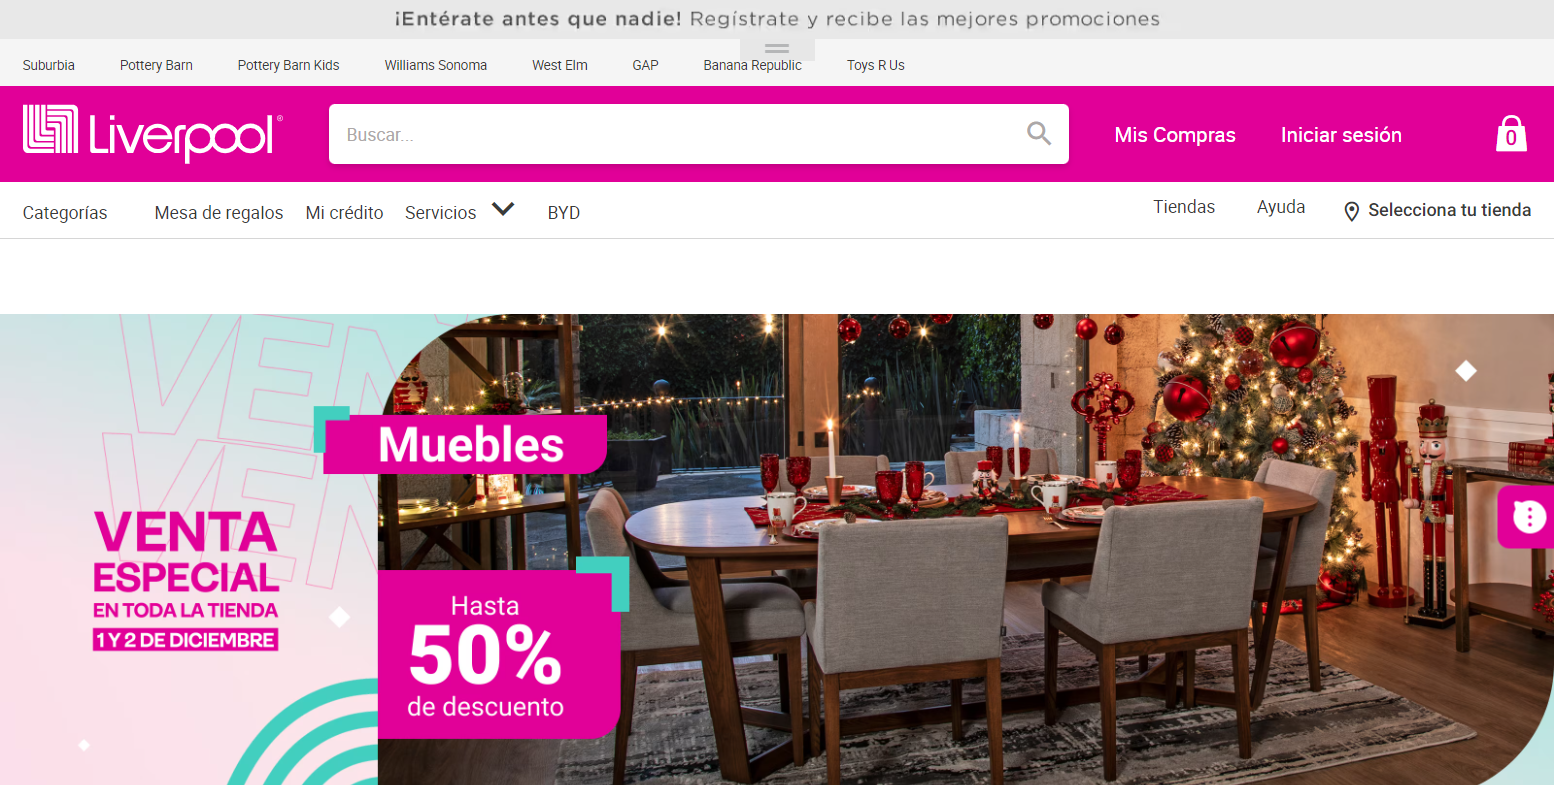 ¡Entérate antes que nadie! Regístrate y recibe las mejores promociones
Suburbia Pottery Barn Pottery Barn Kids Williams Sonoma West Elm GAP Banana Republic Toys R Us
Liverpool®
Buscar...
Mis Compras Iniciar sesión 0
Categorías Mesa de regalos Mi crédito Servicios BYD Tiendas Ayuda Selecciona tu tienda
VEN
VEN
Muebles
VENTA
ESPECIAL
EN TODA LA TIENDA
1 Y 2 DE DICIEMBRE
Hasta
50%
de descuento